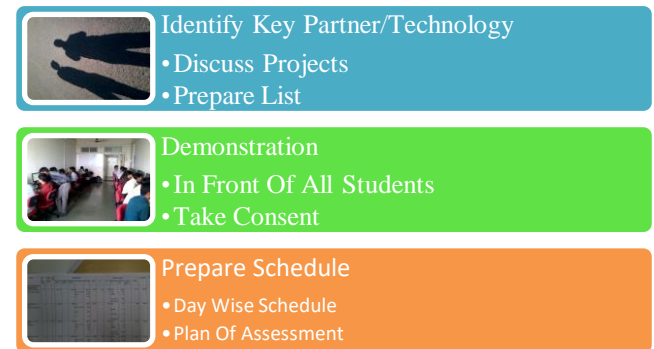 Identify Key Partner/Technology
•Discuss Projects
•Prepare List
Demonstration
•In Front Of All Students
•Take Consent
Prepare Schedule
•Day Wise Schedule
•Plan Of Assessment